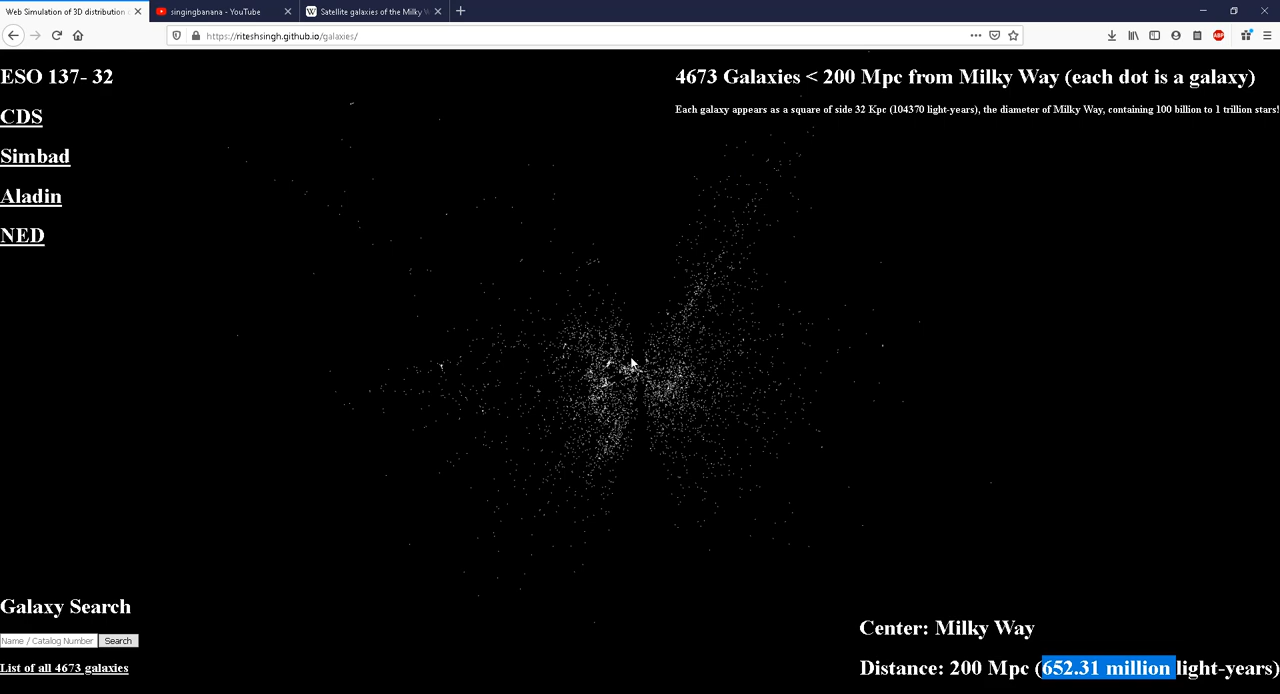 Web Simulation of 3D distribution
singingbanana - YouTube
Satellite galaxies of the Milky W
https://riteshsingh.github.io/galaxies/
ABP
ESO 137- 32
4673 Galaxies < 200 Mpc from Milky Way (each dot is a galaxy)
Each galaxy appears as a square of side 32 Kpc (104370 light-years), the diameter of Milky Way, containing 100 billion to 1 trillion stars!
CDS
Simbad
Aladin
NED
Galaxy Search
Name / Catalog Number
Search
List of all 4673 galaxies
Center: Milky Way
Distance: 200 Mpc (652.31 million light-years)